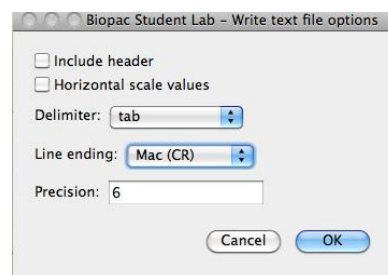 Biopac Student Lab – Write text file options
Include header
Horizontal scale values
Delimiter: tab
Line ending: Mac (CR)
Precision: 6
Cancel OK